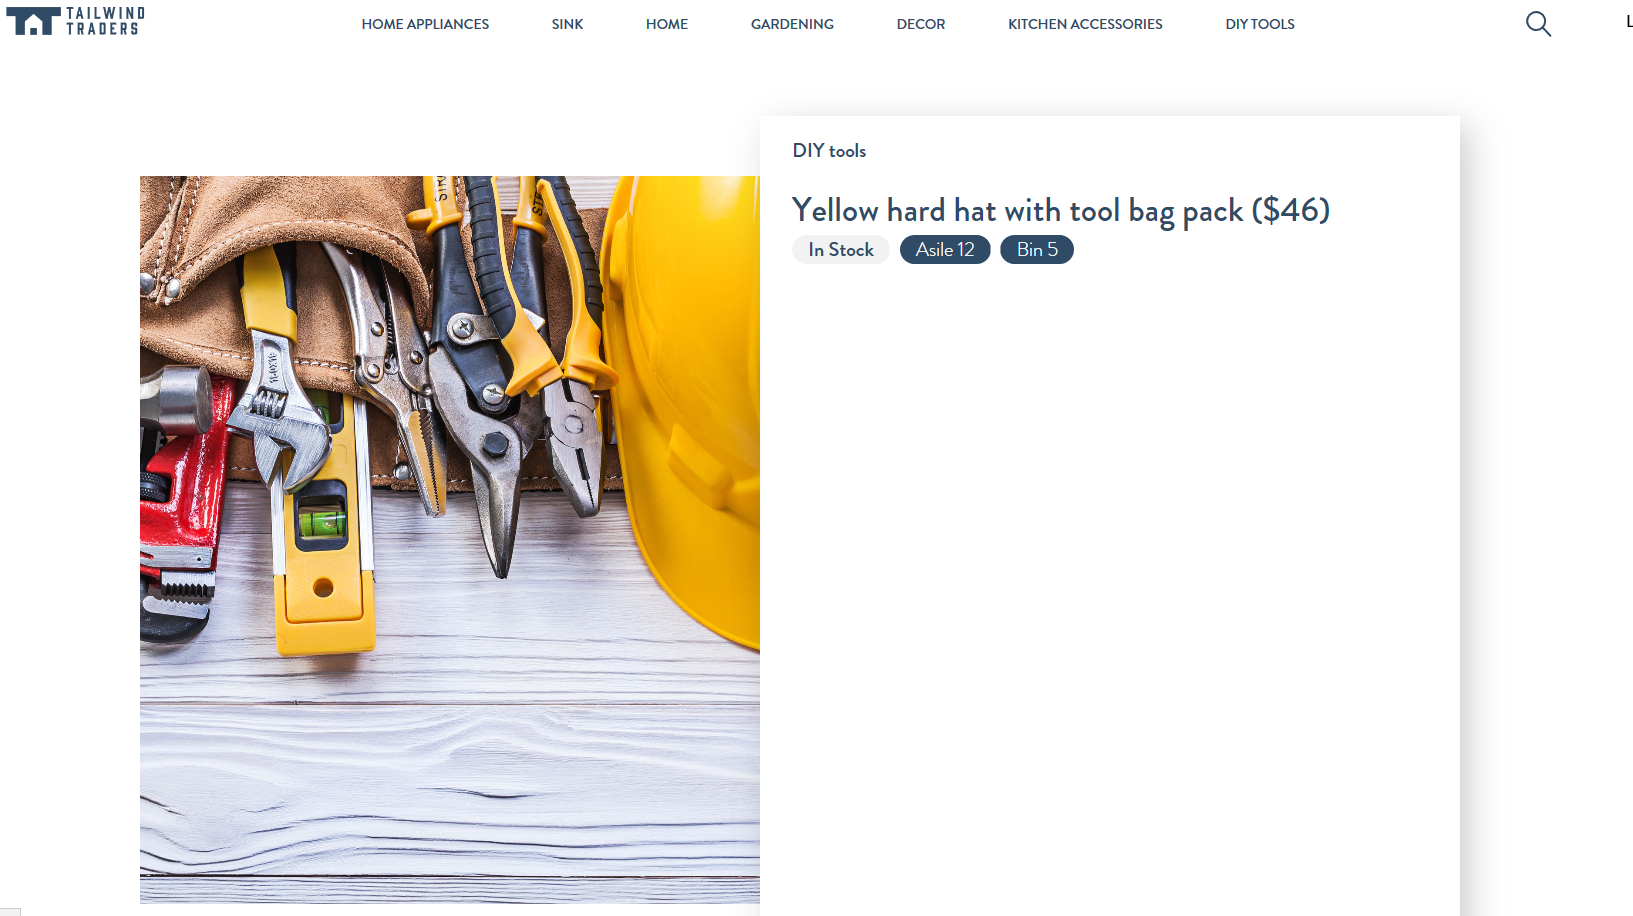 TAILWIND
TRADERS
HOME APPLIANCES
SINK
HOME
GARDENING
DECOR
KITCHEN ACCESSORIES
DIY TOOLS
L
DIY tools
Yellow hard hat with tool bag pack ($46)
In Stock
Asile 12
Bin 5